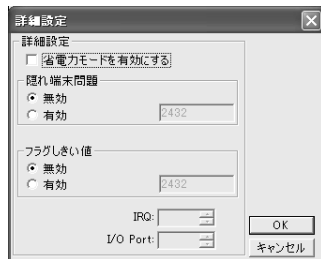 詳細設定
詳細設定
省電力モードを有効にする
隠れ端末問題
無効
有効
2432
フラグしきい値
無効
有効
2432
IRQ:
I/O Port:
OK
キャンセル